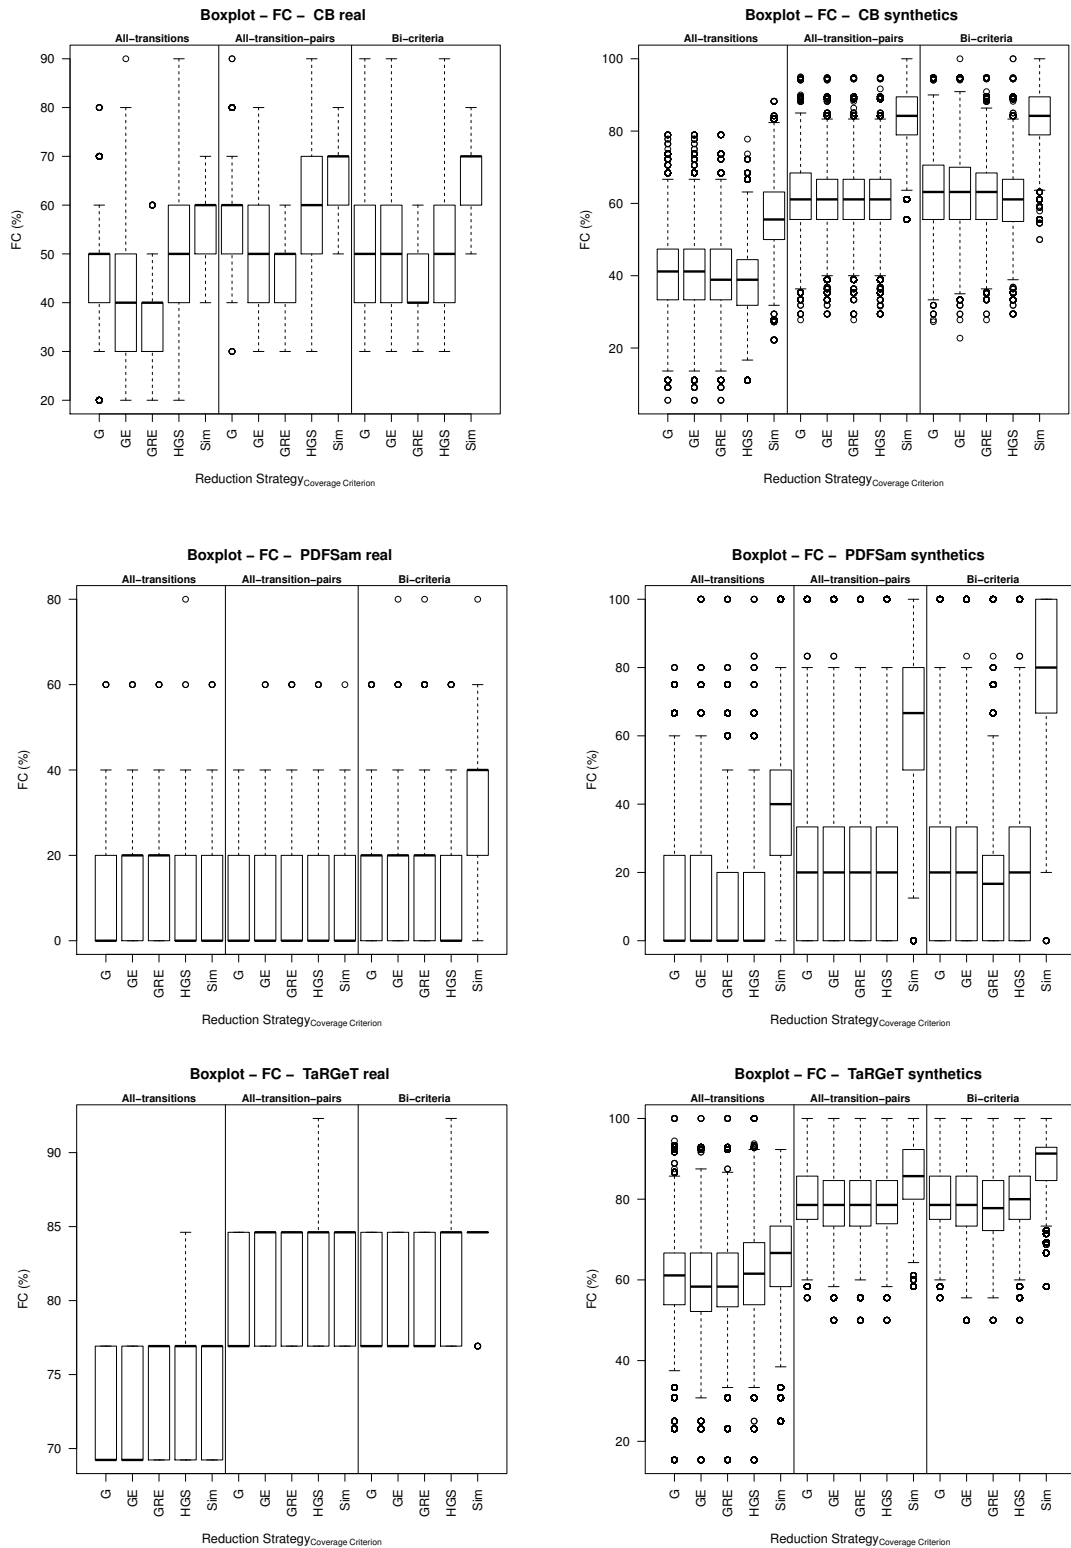 Boxplot − FC − CB real
All−transitions All−transition−pairs Bi−criteria
FC (%)
90
80
70
60
50
40
30
20
G GE GRE HGS Sim G GE GRE HGS Sim G GE GRE HGS Sim
Reduction StrategyCoverage Criterion
Boxplot − FC − CB synthetics
All−transitions All−transition−pairs Bi−criteria
FC (%)
100
80
60
40
20
G GE GRE HGS Sim G GE GRE HGS Sim G GE GRE HGS Sim
Reduction StrategyCoverage Criterion
Boxplot − FC − PDFSam real
All−transitions All−transition−pairs Bi−criteria
FC (%)
80
60
40
20
0
G GE GRE HGS Sim G GE GRE HGS Sim G GE GRE HGS Sim
Reduction StrategyCoverage Criterion
Boxplot − FC − PDFSam synthetics
All−transitions All−transition−pairs Bi−criteria
FC (%)
100
80
60
40
20
0
G GE GRE HGS Sim G GE GRE HGS Sim G GE GRE HGS Sim
Reduction StrategyCoverage Criterion
Boxplot − FC − TaRGeT real
All−transitions All−transition−pairs Bi−criteria
FC (%)
90
85
80
75
70
G GE GRE HGS Sim G GE GRE HGS Sim G GE GRE HGS Sim
Reduction StrategyCoverage Criterion
Boxplot − FC − TaRGeT synthetics
All−transitions All−transition−pairs Bi−criteria
FC (%)
100
80
60
40
20
G GE GRE HGS Sim G GE GRE HGS Sim G GE GRE HGS Sim
Reduction StrategyCoverage Criterion